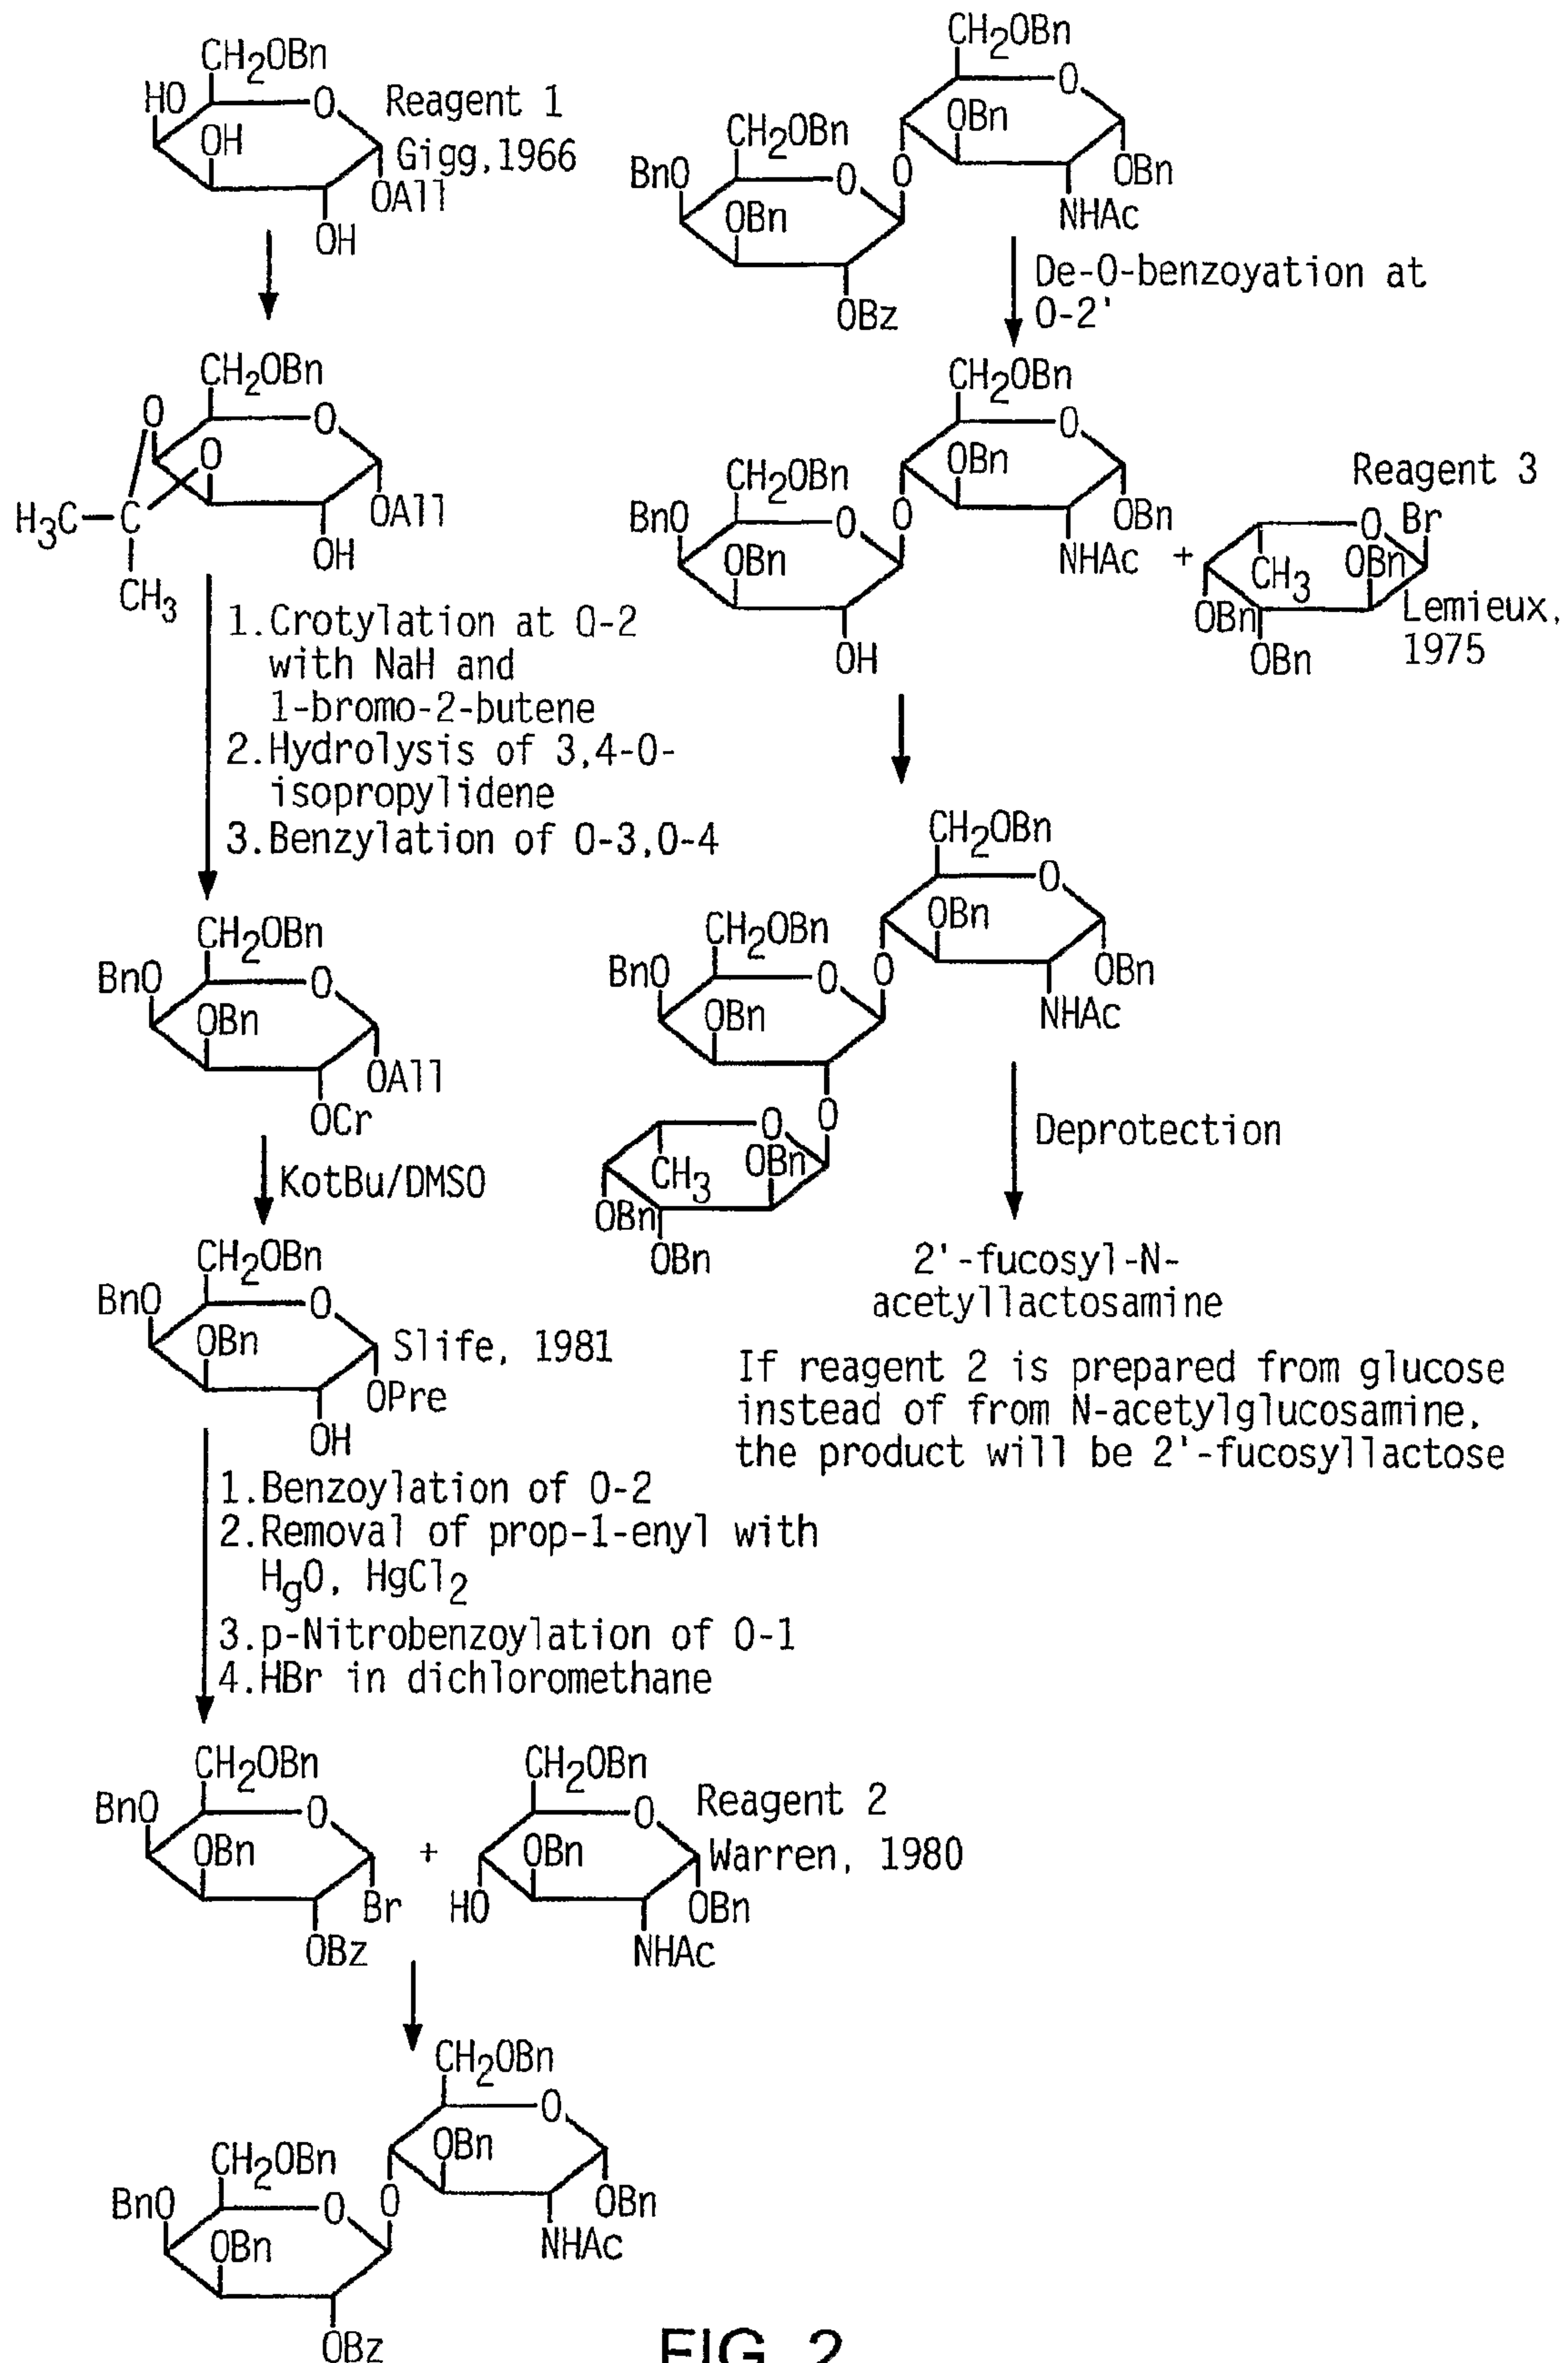 CH2OBn
HO
O
Reagent 1
OH
Gigg,1966
OAll
OH
CH2OBn
O
O
O
H3C
C
OAll
OH
CH3
1.Crotylation at O-2
with NaH and
1-bromo-2-butene
2.Hydrolysis of 3,4-O-
isopropylidene
3.Benzylation of O-3,O-4
CH2OBn
BnO
O
OBn
OAll
OCr
KotBu/DMSO
CH2OBn
BnO
O
OBn
Slife, 1981
OPre
OH
1.Benzoylation of O-2
2.Removal of prop-1-enyl with
HgO, HgCl2
3.p-Nitrobenzoylation of O-1
4.HBr in dichloromethane
CH2OBn
BnO
O
OBn
Br
OBz
+
CH2OBn
O
Reagent 2
OBn
Warren, 1980
HO
OBn
NHAc
CH2OBn
O
OBn
CH2OBn
BnO
O
O
OBn
OBn
NHAc
OBz
CH2OBn
O
OBn
CH2OBn
BnO
O
O
OBn
OBn
NHAc
OBz
De-O-benzoyation at
O-2'
CH2OBn
O
OBn
CH2OBn
BnO
O
O
OBn
OBn
NHAc
OH
+
Reagent 3
O
Br
CH3
OBn
OBn
OBn
Lemieux,
1975
CH2OBn
O
OBn
CH2OBn
BnO
O
O
OBn
OBn
NHAc
O
O
CH3
OBn
OBn
OBn
Deprotection
2'-fucosyl-N-
acetyllactosamine
If reagent 2 is prepared from glucose
instead of from N-acetylglucosamine,
the product will be 2'-fucosyllactose
FIG. 2